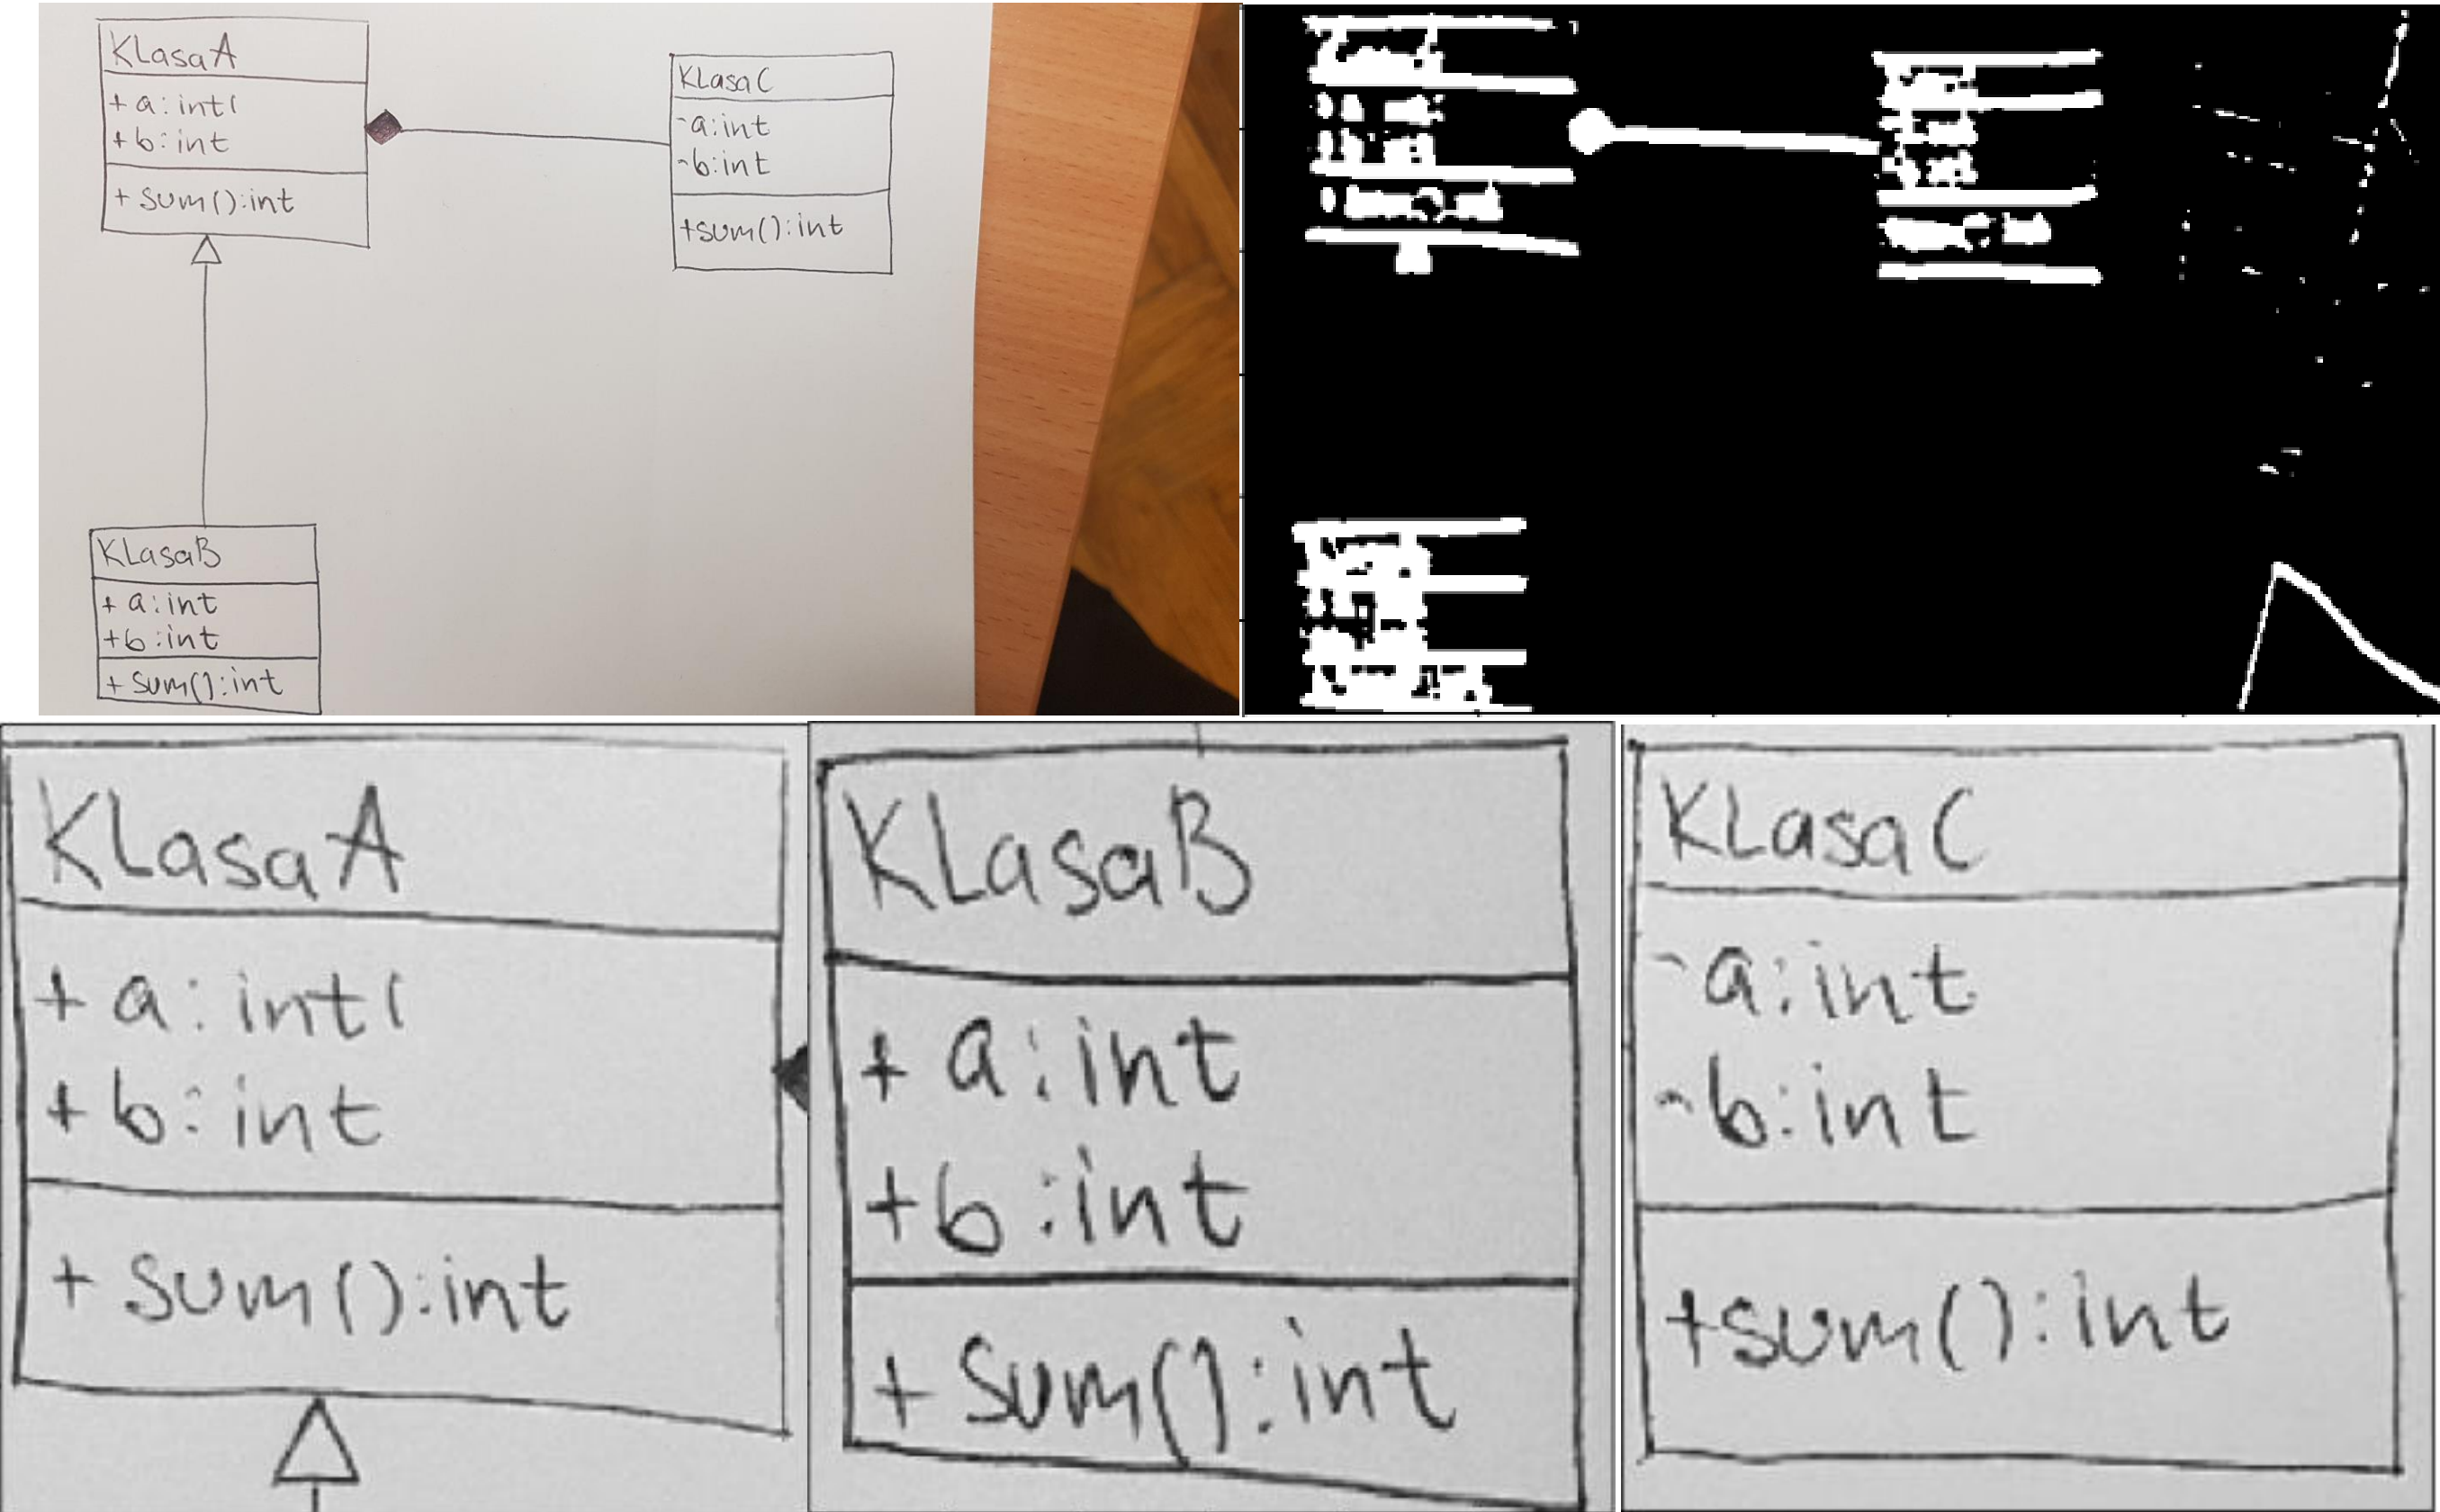 KLasaA
+ a: int(
+ b: int
+ sum():int
KLasaC
-a:int
-b:int
+sum():int
KLasaB
+ a:int
+b:int
+ sum():int
KLasaA
+ a: int(
+ b: int
+ sum():int
KLasaB
+ a:int
+b:int
+ sum():int
KLasaC
-a:int
-b:int
+sum():int